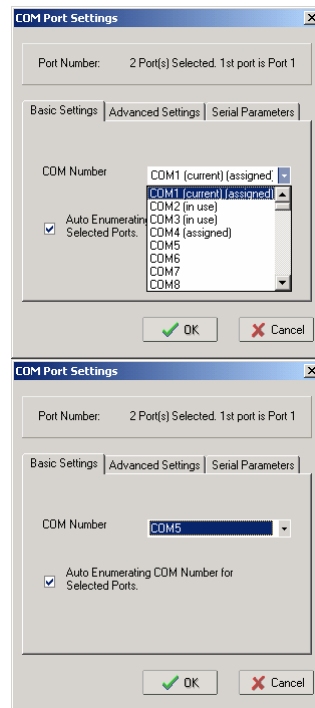 COM Port Settings
Port Number: 2 Port(s) Selected. 1st port is Port 1
Basic Settings Advanced Settings Serial Parameters
COM Number COM1 (current) (assigned)
COM1 (current) (assigned)
COM2 (in use)
Auto Enumerating COM3 (in use)
Selected Ports. COM4 (assigned)
COM5
COM6
COM7
COM8
OK Cancel
COM Port Settings
Port Number: 2 Port(s) Selected. 1st port is Port 1
Basic Settings Advanced Settings Serial Parameters
COM Number COM5
Auto Enumerating COM Number for
Selected Ports.
OK Cancel